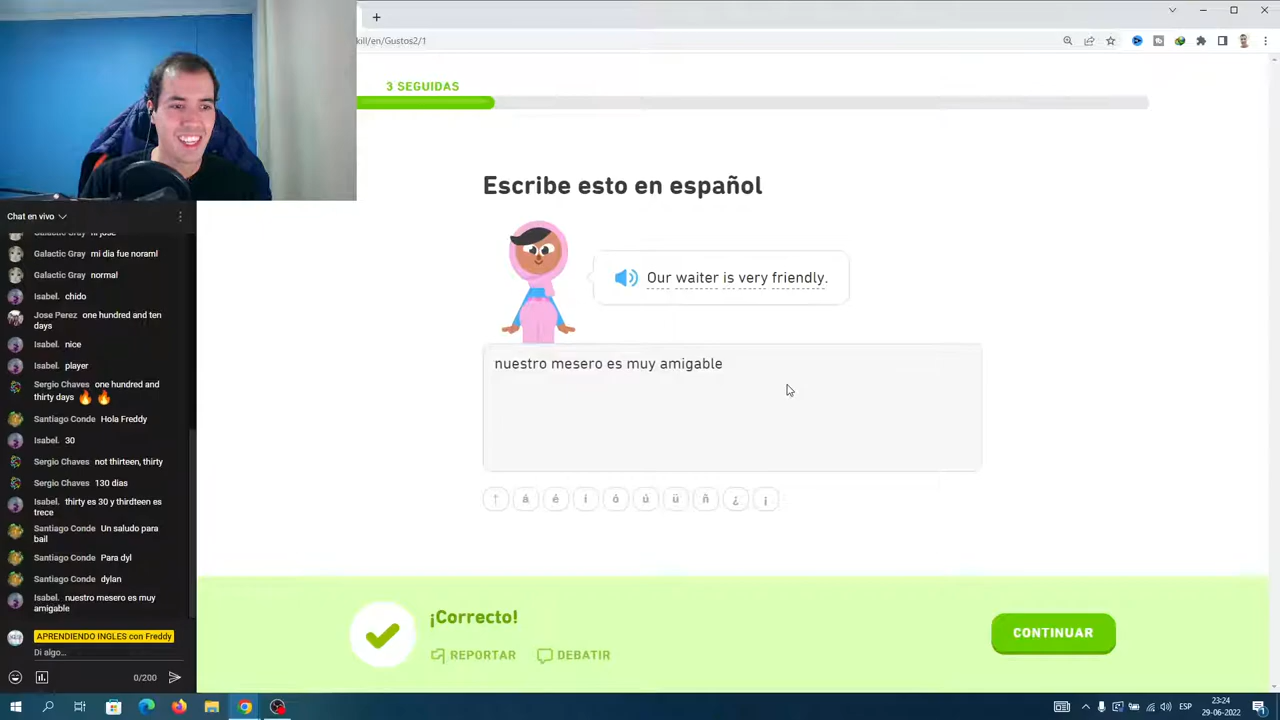 kill/en/Gustos2/1
3 SEGUIDAS
Escribe esto en español
Our waiter is very friendly.
nuestro mesero es muy amigable
↑ á é í ó ú ü ñ ¿ ¡
¡Correcto!
REPORTAR DEBATIR
CONTINUAR
Chat en vivo
Galactic Gray mi dia fue noraml
Galactic Gray normal
Isabel. chido
Jose Perez one hundred and ten
days
Isabel. nice
Isabel. player
Sergio Chaves one hundred and
thirty days
Santiago Conde Hola Freddy
Isabel. 30
Sergio Chaves not thirteen, thirty
Sergio Chaves 130 dias
Isabel. thirty es 30 y thirdteen es
trece
Santiago Conde Un saludo para
bail
Santiago Conde Para dyl
Santiago Conde dylan
Isabel. nuestro mesero es muy
amigable
APRENDIENDO INGLES con Freddy
Di algo...
0/200
ESP
23:24
29-06-2022